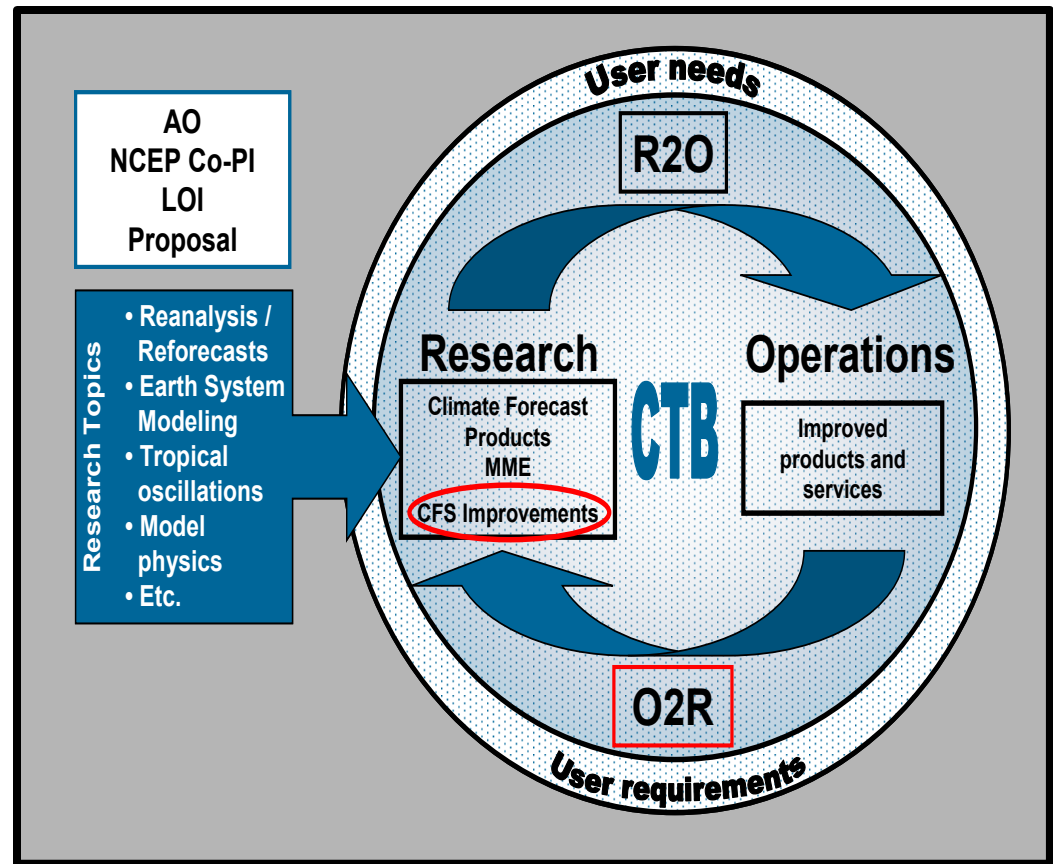 User needs
AO
NCEP Co-PI
LOI
Proposal
R2O
Research Topics
• Reanalysis /
Reforecasts
• Earth System
Modeling
• Tropical
oscillations
• Model
physics
• Etc.
Research
Climate Forecast
Products
MME
CFS Improvements
CTB
Operations
Improved
products and
services
O2R
User requirements